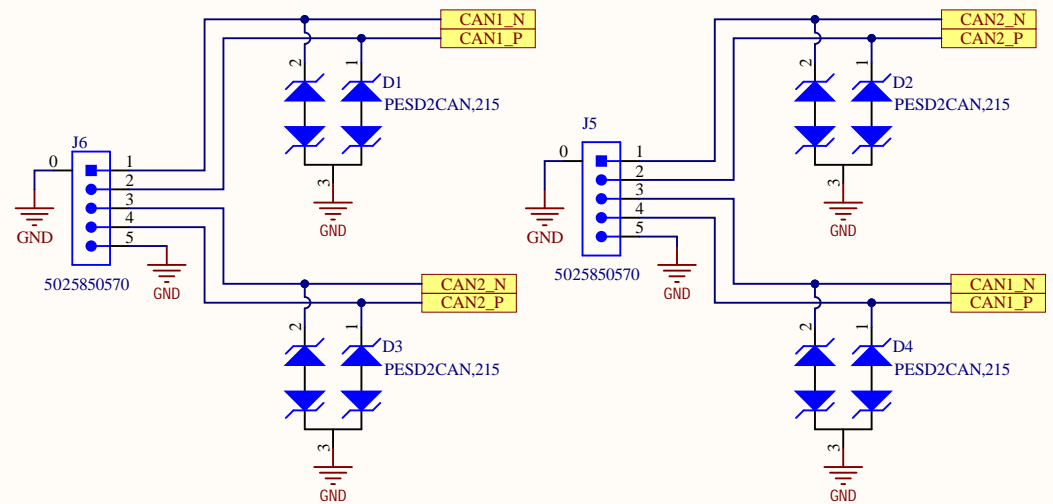 CAN1_N
CAN1_P
2
1
D1
PESD2CAN,215
J6
0
1
2
3
4
5
3
GND
GND
GND
5025850570
CAN2_N
CAN2_P
2
1
D3
PESD2CAN,215
3
GND
CAN2_N
CAN2_P
2
1
D2
PESD2CAN,215
J5
0
1
2
3
4
5
3
GND
GND
GND
5025850570
CAN1_N
CAN1_P
2
1
D4
PESD2CAN,215
3
GND